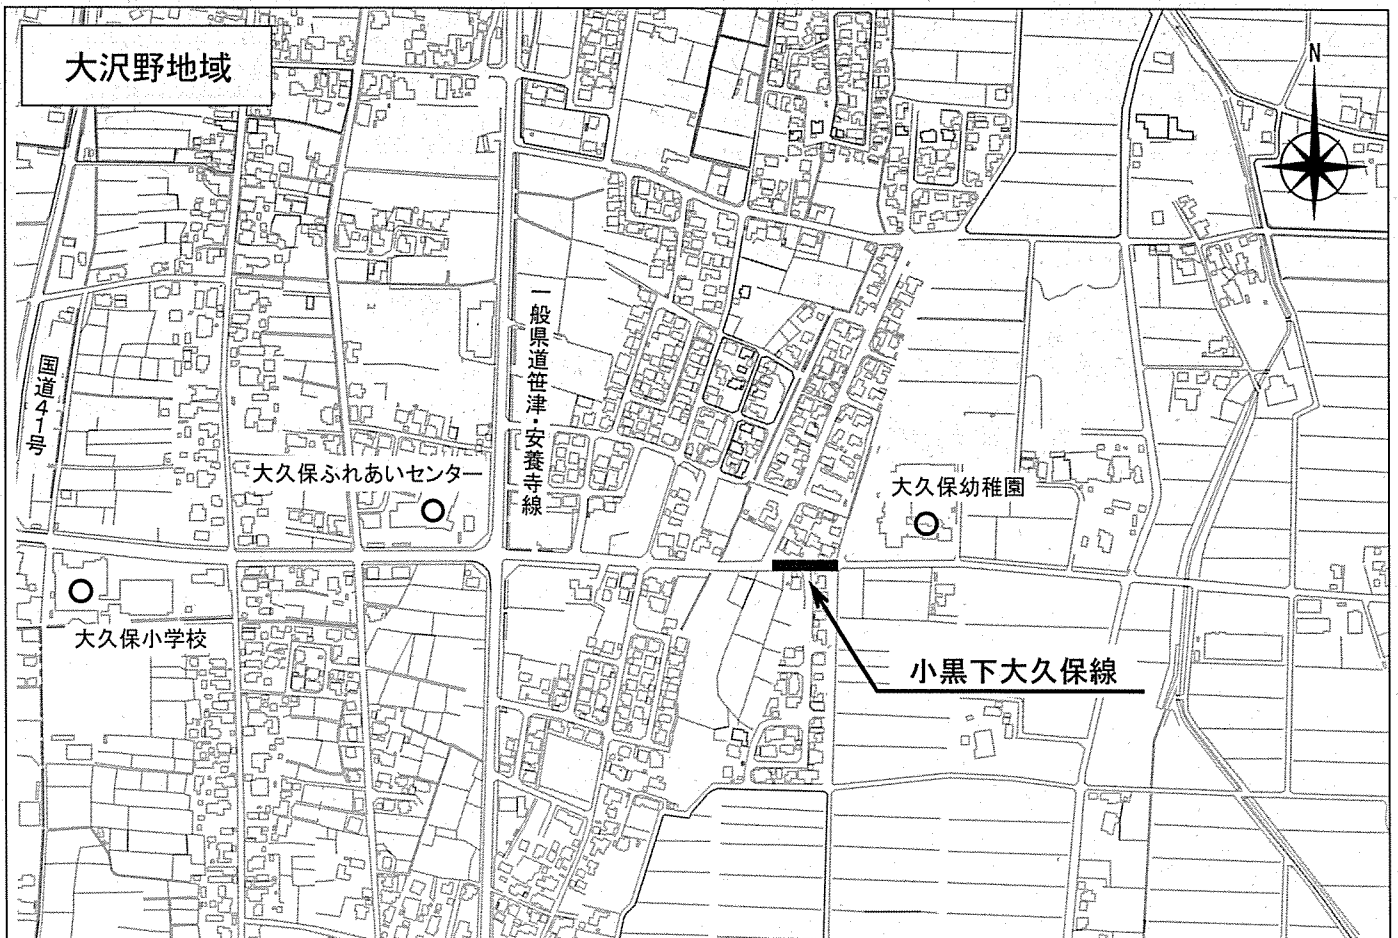 大沢野地域
N
一般県道笹津・安養寺線
国道41号
大久保ふれあいセンター
大久保幼稚園
大久保小学校
小黒下大久保線